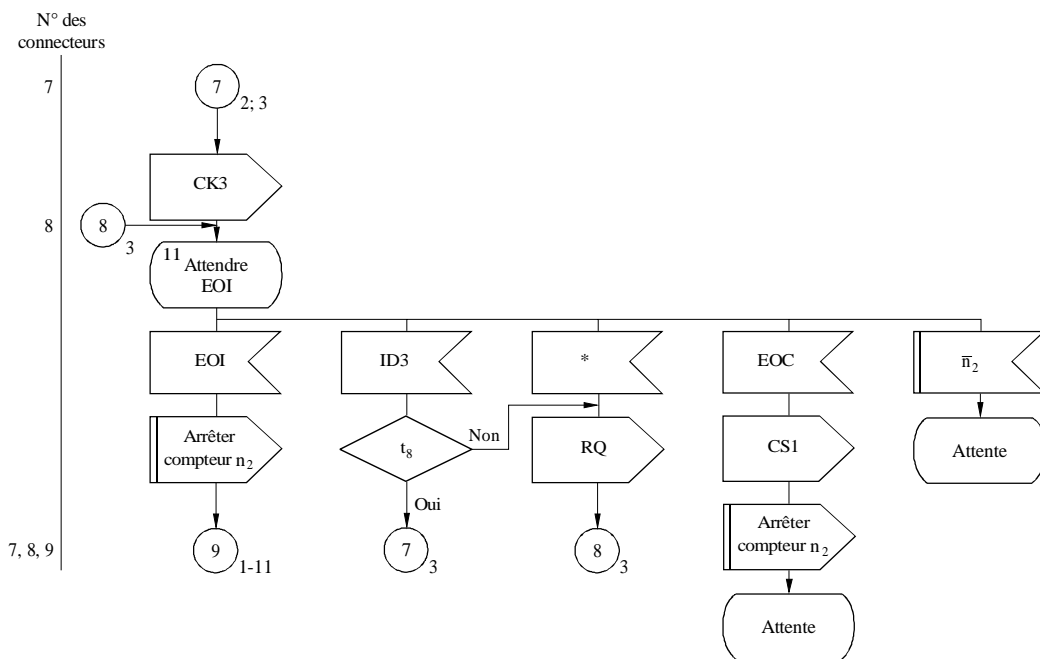 N° des
connecteurs
7
7
2; 3
CK3
8
8
3
11
Attendre
EOI
EOI
ID3
*
EOC
n̅2
Arrêter
compteur n2
t8
Non
RQ
CS1
Attente
Oui
7, 8, 9
9
1-11
7
3
8
3
Arrêter
compteur n2
Attente